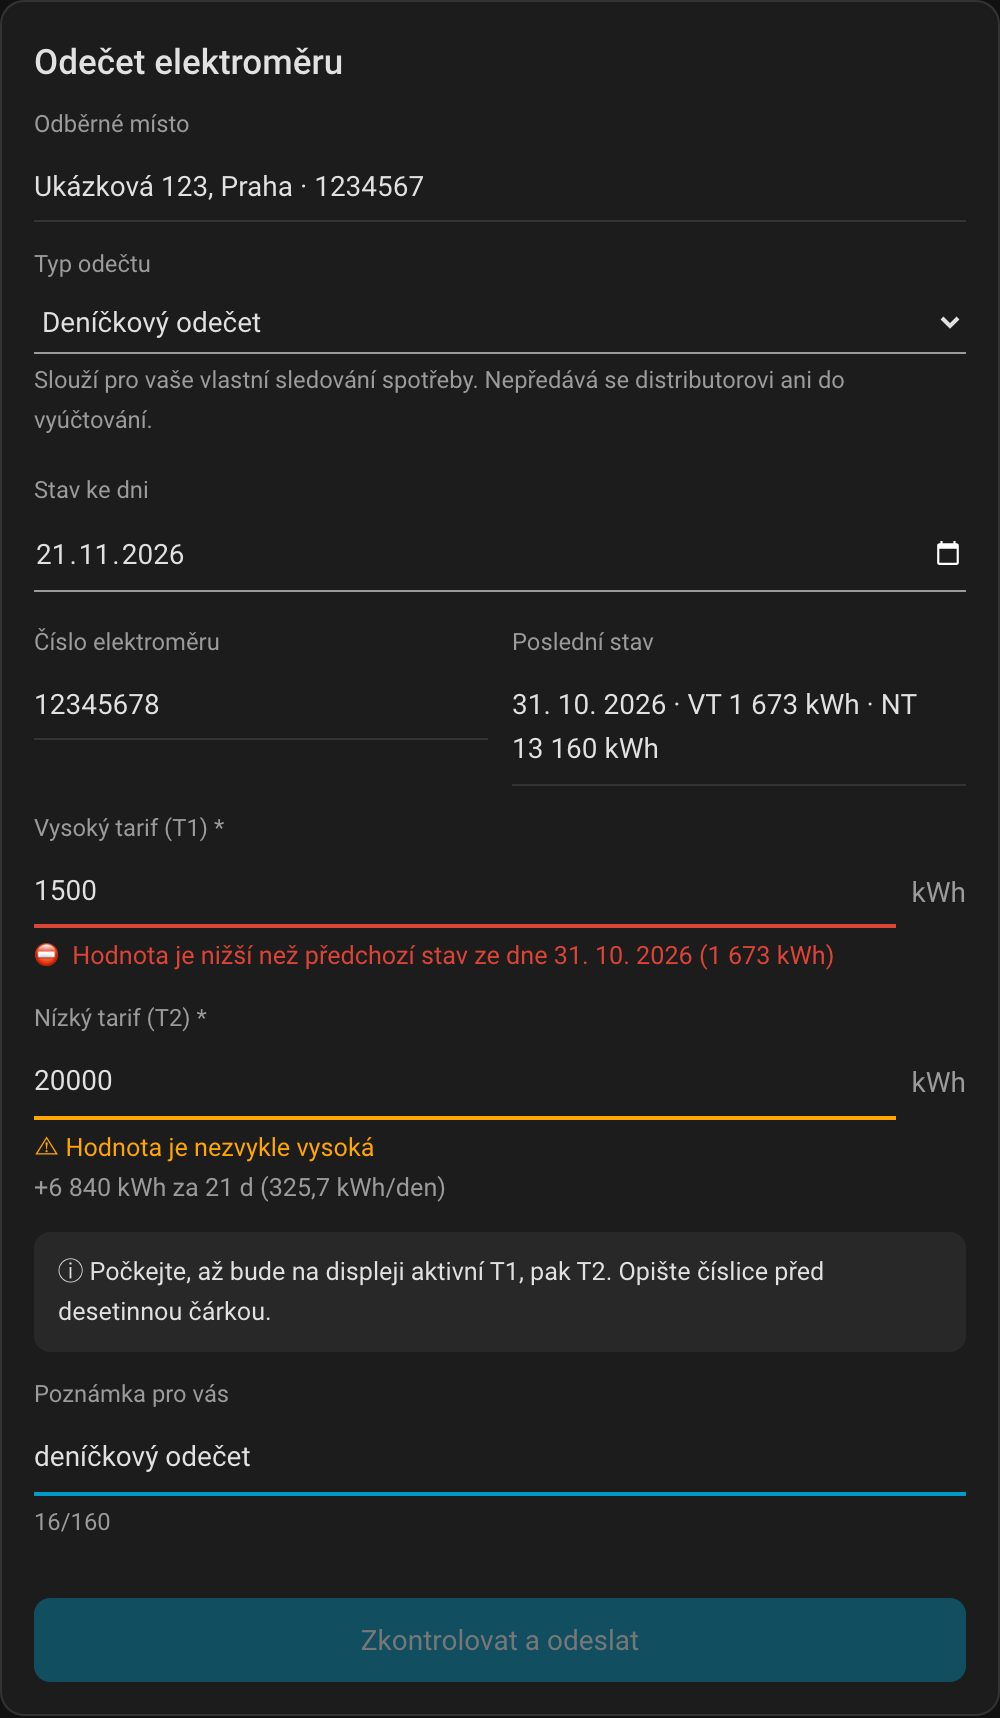 Odečet elektroměru
Odběrné místo
Ukázková 123, Praha · 1234567
Typ odečtu
Deníčkový odečet
Slouží pro vaše vlastní sledování spotřeby. Nepředává se distributorovi ani do
vyúčtování.
Stav ke dni
21.11.2026
Číslo elektroměru
12345678
Poslední stav
31. 10. 2026 · VT 1 673 kWh · NT
13 160 kWh
Vysoký tarif (T1) *
1500 kWh
⛔ Hodnota je nižší než předchozí stav ze dne 31. 10. 2026 (1 673 kWh)
Nízký tarif (T2) *
20000 kWh
⚠ Hodnota je nezvykle vysoká
+6 840 kWh za 21 d (325,7 kWh/den)
ⓘ Počkejte, až bude na displeji aktivní T1, pak T2. Opište číslice před
desetinnou čárkou.
Poznámka pro vás
deníčkový odečet
16/160
Zkontrolovat a odeslat